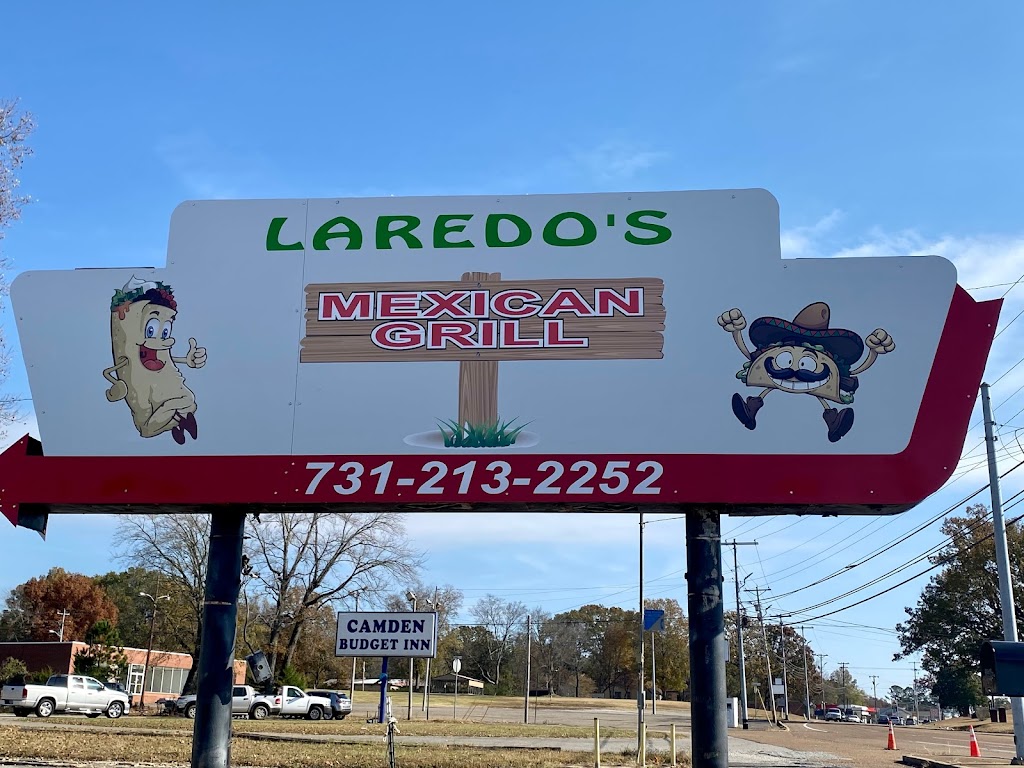 LAREDO'S
MEXICAN
GRILL
731-213-2252
CAMDEN
BUDGET INN